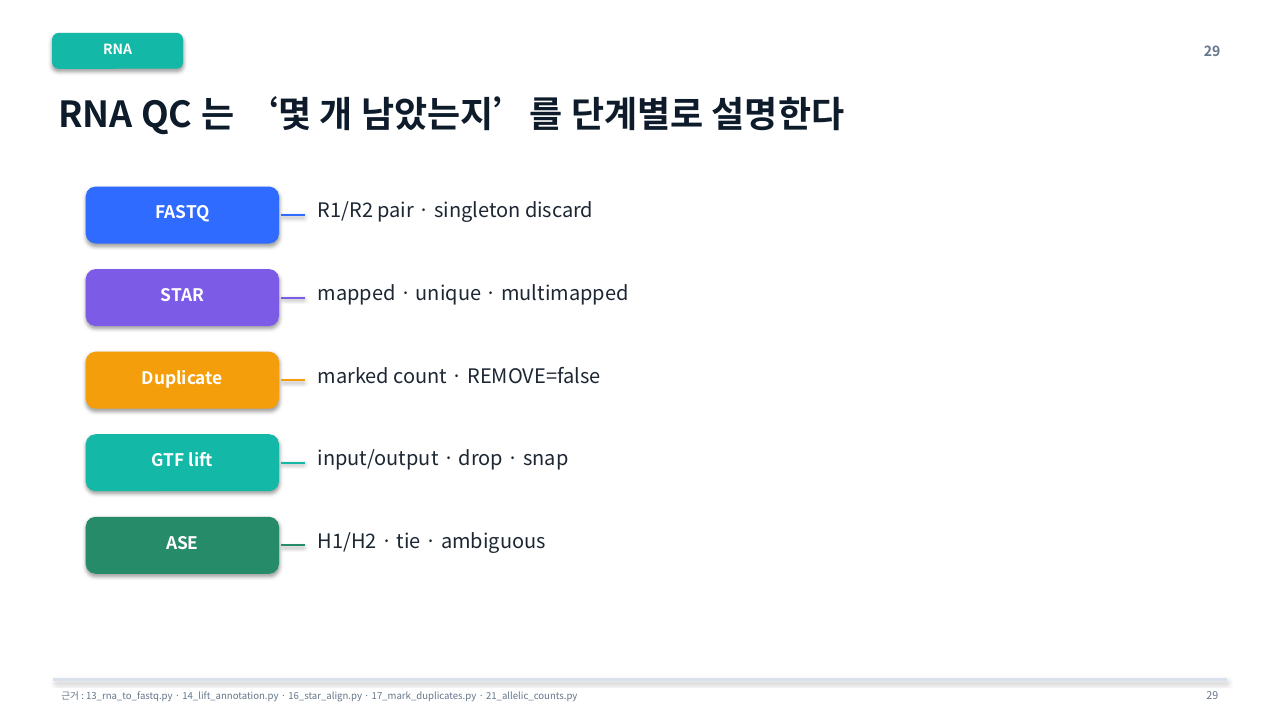 RNA
29
RNA QC 는 ‘몇 개 남았는지’ 를 단계별로 설명한다
FASTQ
R1/R2 pair · singleton discard
STAR
mapped · unique · multimapped
Duplicate
marked count · REMOVE=false
GTF lift
input/output · drop · snap
ASE
H1/H2 · tie · ambiguous
근거 : 13_rna_to_fastq.py · 14_lift_annotation.py · 16_star_align.py · 17_mark_duplicates.py · 21_allelic_counts.py
29